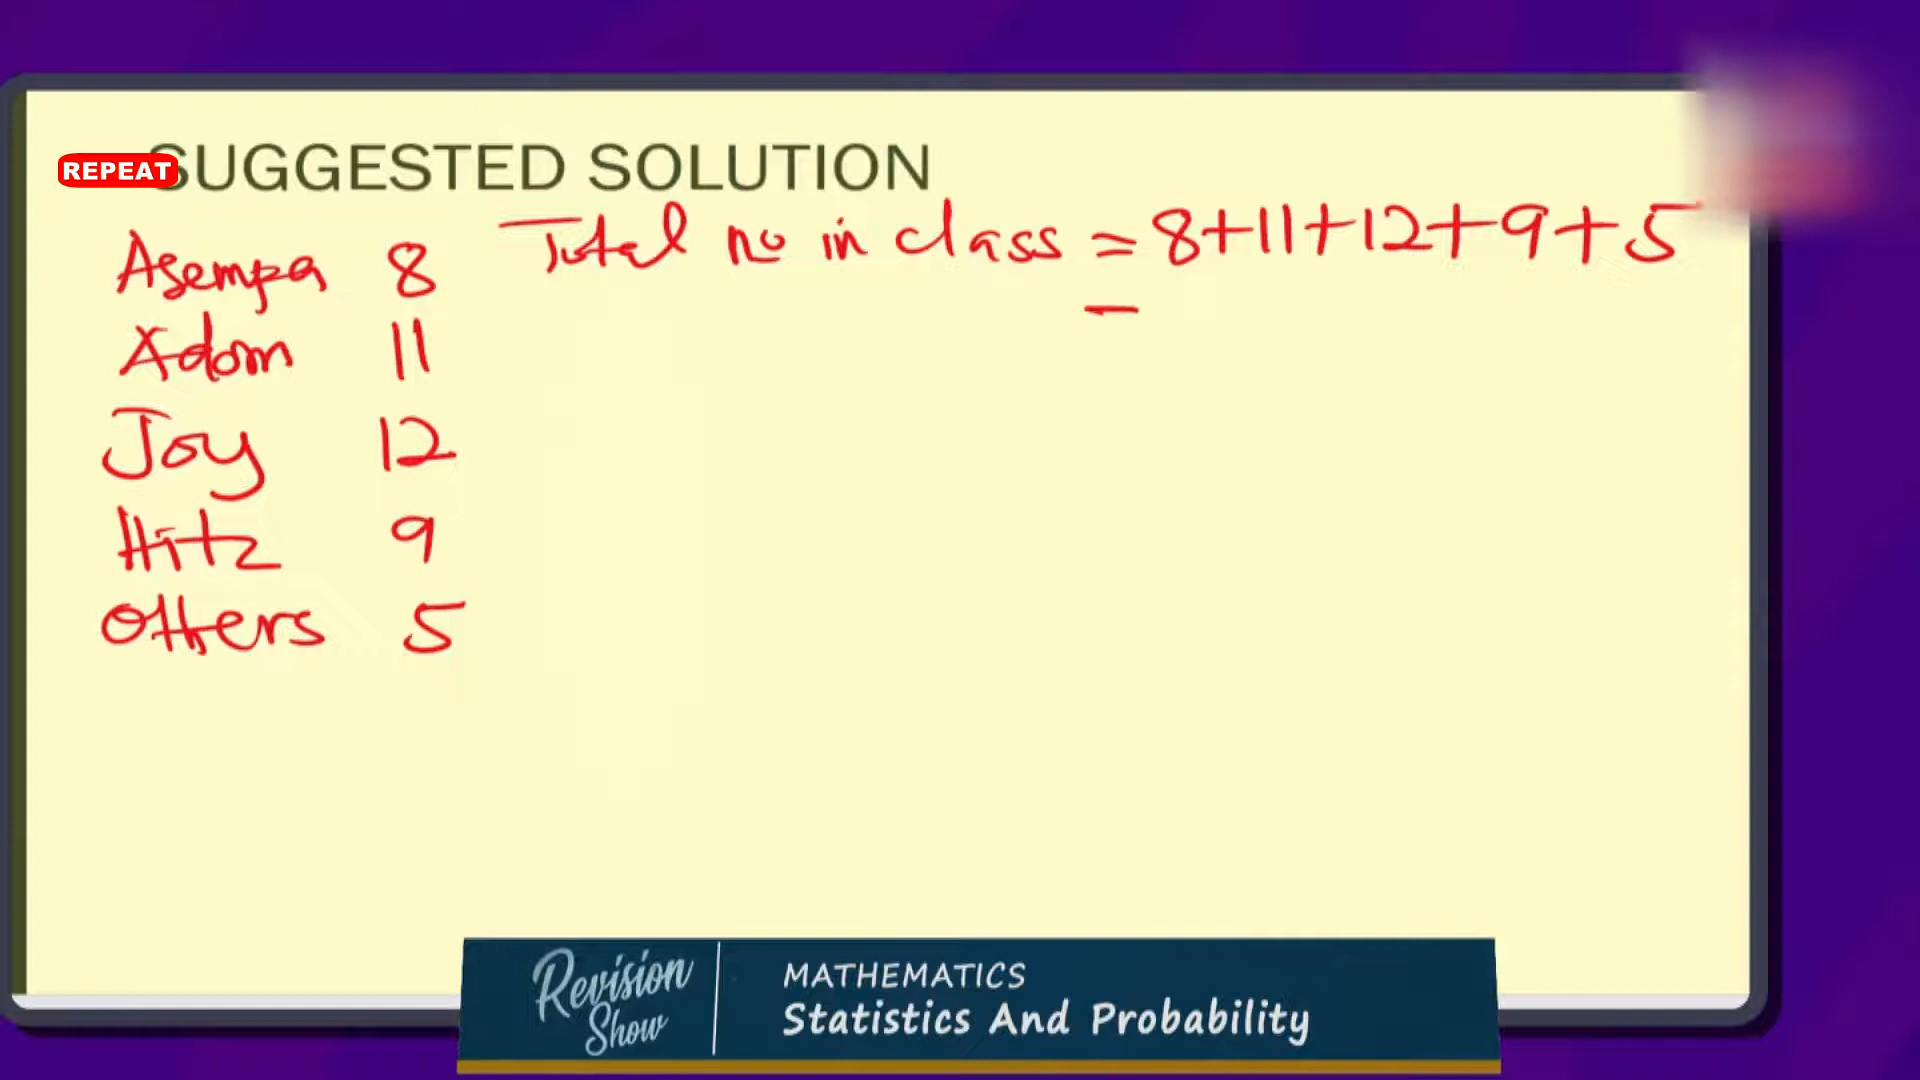 REPEAT
SUGGESTED SOLUTION
Total no in class = 8+11+12+9+5
=
Asempa 8
Adom 11
Joy 12
Hitz 9
Others 5
Revision
Show
MATHEMATICS
Statistics And Probability